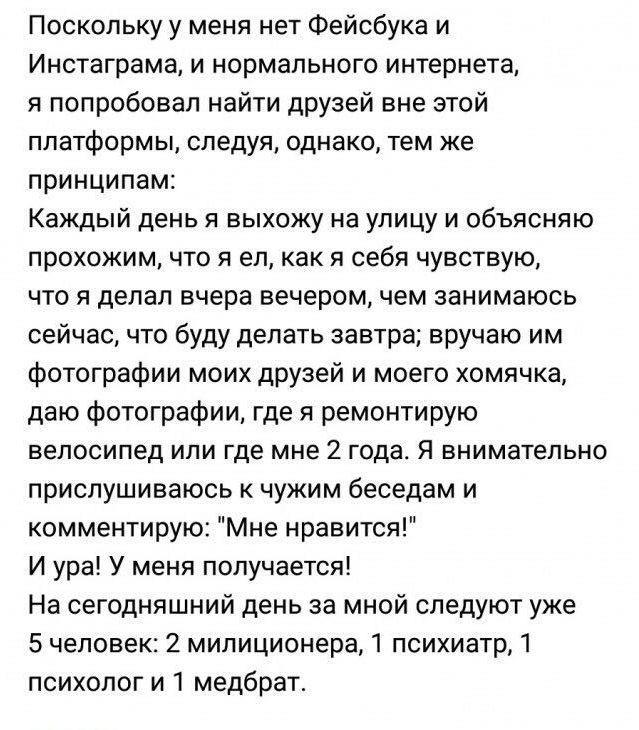 Поскольку у меня нет Фейсбука и
Инстаграма, и нормального интернета,
я попробовал найти друзей вне этой
платформы, следуя, однако, тем же
принципам:
Каждый день я выхожу на улицу и объясняю
прохожим, что я ел, как я себя чувствую,
что я делал вчера вечером, чем занимаюсь
сейчас, что буду делать завтра; вручаю им
фотографии моих друзей и моего хомячка,
даю фотографии, где я ремонтирую
велосипед или где мне 2 года. Я внимательно
прислушиваюсь к чужим беседам и
комментирую: "Мне нравится!"
И ура! У меня получается!
На сегодняшний день за мной следуют уже
5 человек: 2 милиционера, 1 психиатр, 1
психолог и 1 медбрат.